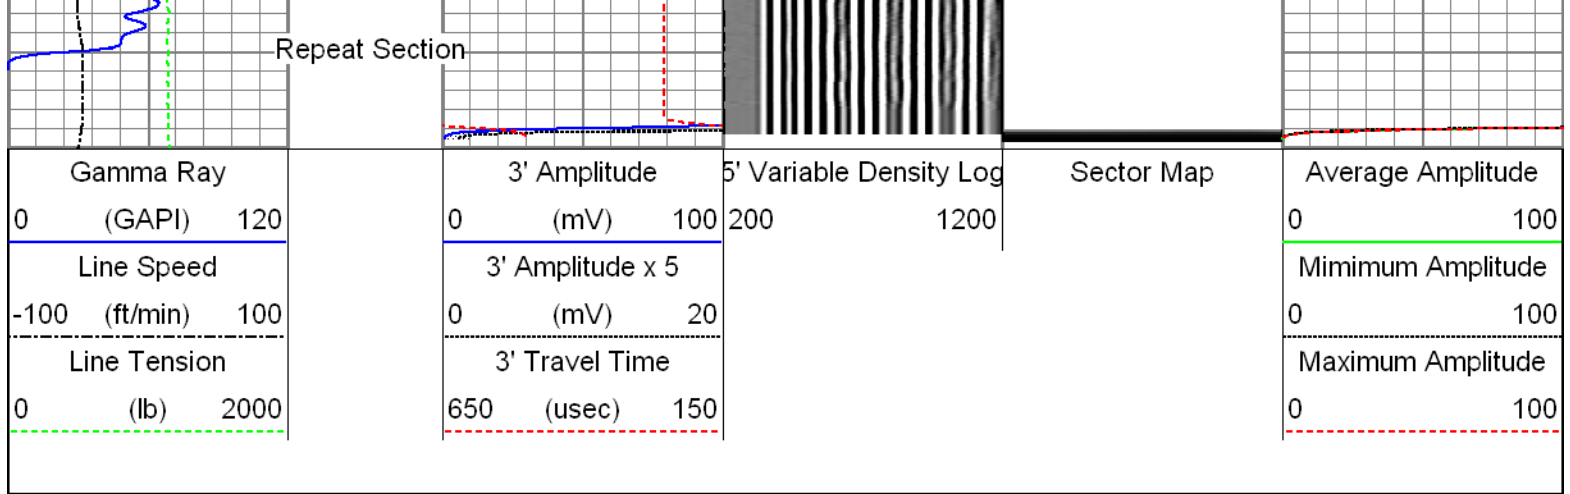 Repeat Section
Gamma Ray
0 (GAPI) 120
Line Speed
-100 (ft/min) 100
Line Tension
0 (lb) 2000
3' Amplitude
0 (mV) 100
3' Amplitude x 5
0 (mV) 20
3' Travel Time
650 (usec) 150
5' Variable Density Log
200 1200
Sector Map
Average Amplitude
0 100
Mimimum Amplitude
0 100
Maximum Amplitude
0 100